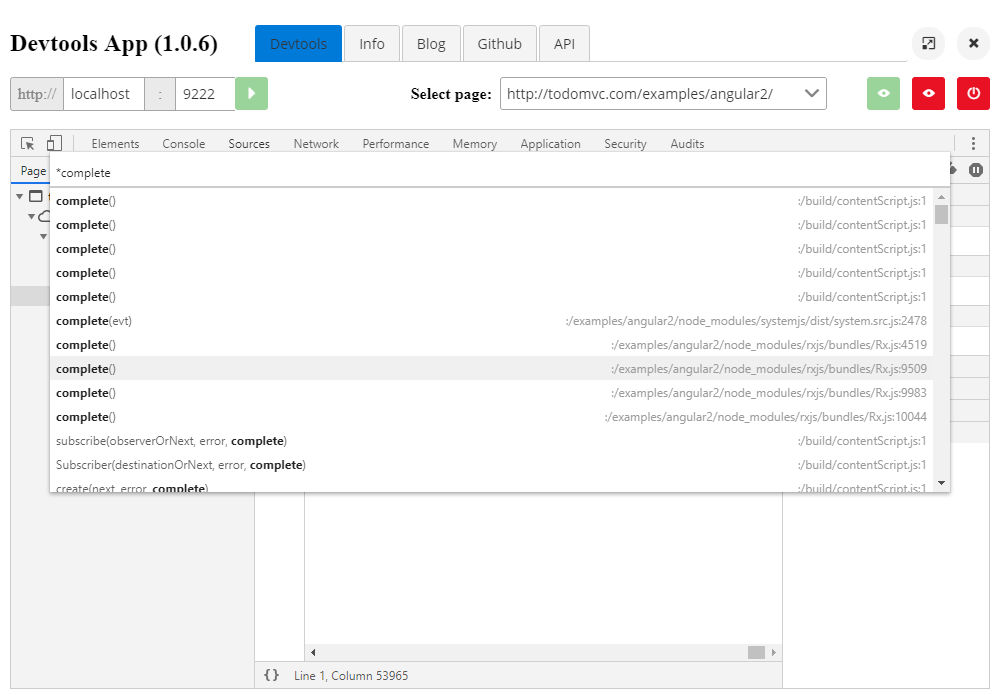 Devtools App (1.0.6) Devtools Info Blog Github API
http:// localhost : 9222 Select page: http://todomvc.com/examples/angular2/
Elements Console Sources Network Performance Memory Application Security Audits
Page
*complete
complete() :/build/contentScript.js:1
complete() :/build/contentScript.js:1
complete() :/build/contentScript.js:1
complete() :/build/contentScript.js:1
complete() :/build/contentScript.js:1
complete(evt) :/examples/angular2/node_modules/systemjs/dist/system.src.js:2478
complete() :/examples/angular2/node_modules/rxjs/bundles/Rx.js:4519
complete() :/examples/angular2/node_modules/rxjs/bundles/Rx.js:9509
complete() :/examples/angular2/node_modules/rxjs/bundles/Rx.js:9983
complete() :/examples/angular2/node_modules/rxjs/bundles/Rx.js:10044
subscribe(observerOrNext, error, complete) :/build/contentScript.js:1
Subscriber(destinationOrNext, error, complete) :/build/contentScript.js:1
create(next, error, complete) :/build/contentScript.js:1
{} Line 1, Column 53965